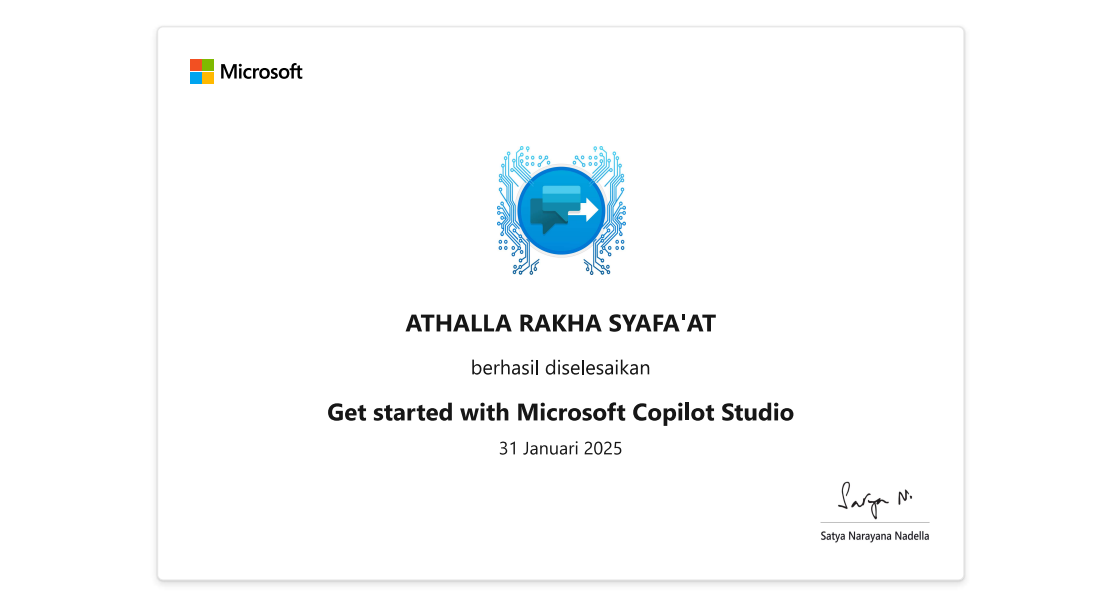 Microsoft
ATHALLA RAKHA SYAFA'AT
berhasil diselesaikan
Get started with Microsoft Copilot Studio
31 Januari 2025
Satya N.
Satya Narayana Nadella